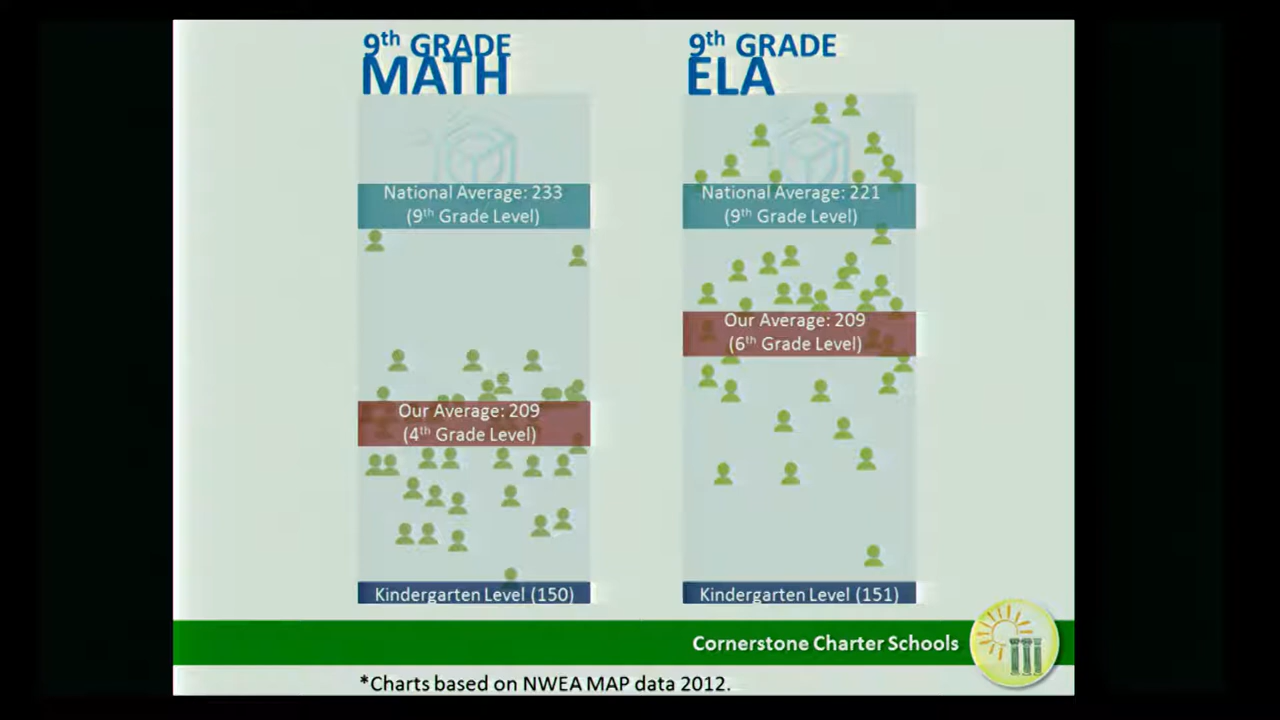 9th GRADE
MATH
National Average: 233
(9th Grade Level)
Our Average: 209
(4th Grade Level)
Kindergarten Level (150)
9th GRADE
ELA
National Average: 221
(9th Grade Level)
Our Average: 209
(6th Grade Level)
Kindergarten Level (151)
Cornerstone Charter Schools
*Charts based on NWEA MAP data 2012.